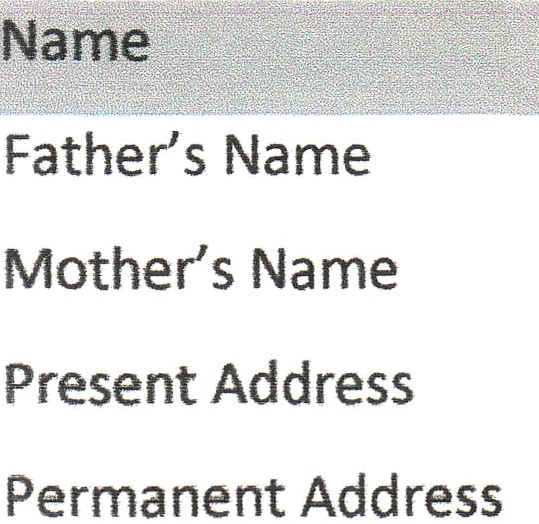 Name
Father’s Name
Mother’s Name
Present Address
Permanent Address